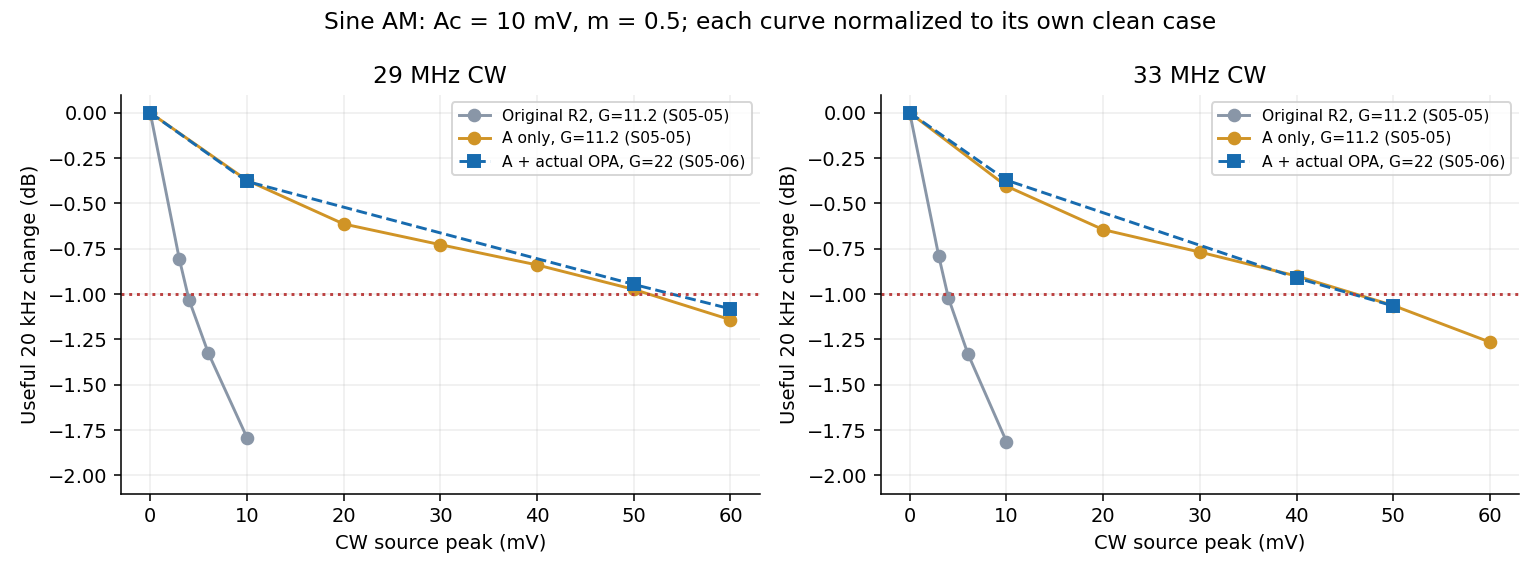 Sine AM: Ac = 10 mV, m = 0.5; each curve normalized to its own clean case
29 MHz CW
Useful 20 kHz change (dB)
0.00
−0.25
−0.50
−0.75
−1.00
−1.25
−1.50
−1.75
−2.00
Original R2, G=11.2 (S05-05)
A only, G=11.2 (S05-05)
A + actual OPA, G=22 (S05-06)
0 10 20 30 40 50 60
CW source peak (mV)
33 MHz CW
Useful 20 kHz change (dB)
0.00
−0.25
−0.50
−0.75
−1.00
−1.25
−1.50
−1.75
−2.00
Original R2, G=11.2 (S05-05)
A only, G=11.2 (S05-05)
A + actual OPA, G=22 (S05-06)
0 10 20 30 40 50 60
CW source peak (mV)